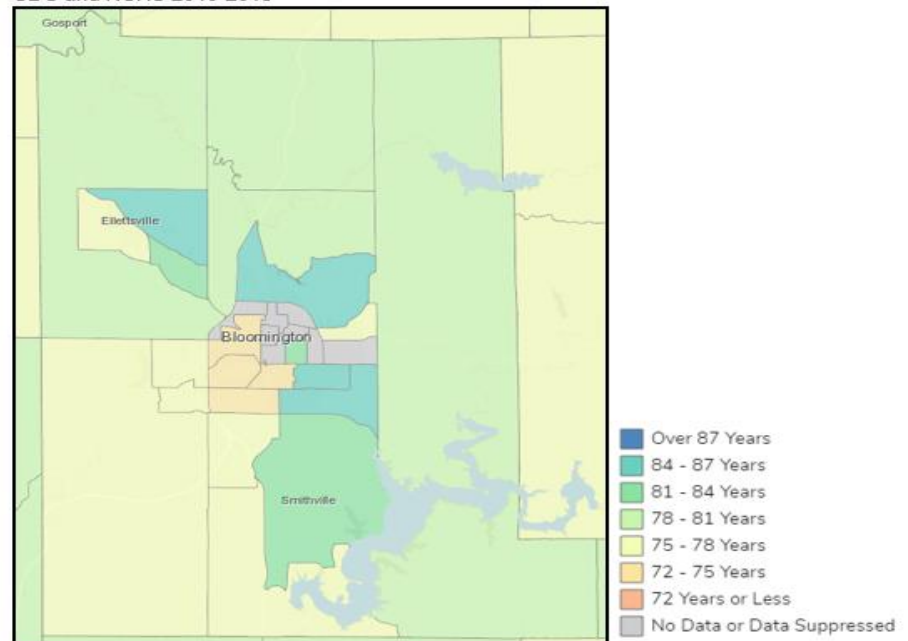 Gosport
Ellettsville
Bloomington
Smithville
Over 87 Years
84 - 87 Years
81 - 84 Years
78 - 81 Years
75 - 78 Years
72 - 75 Years
72 Years or Less
No Data or Data Suppressed